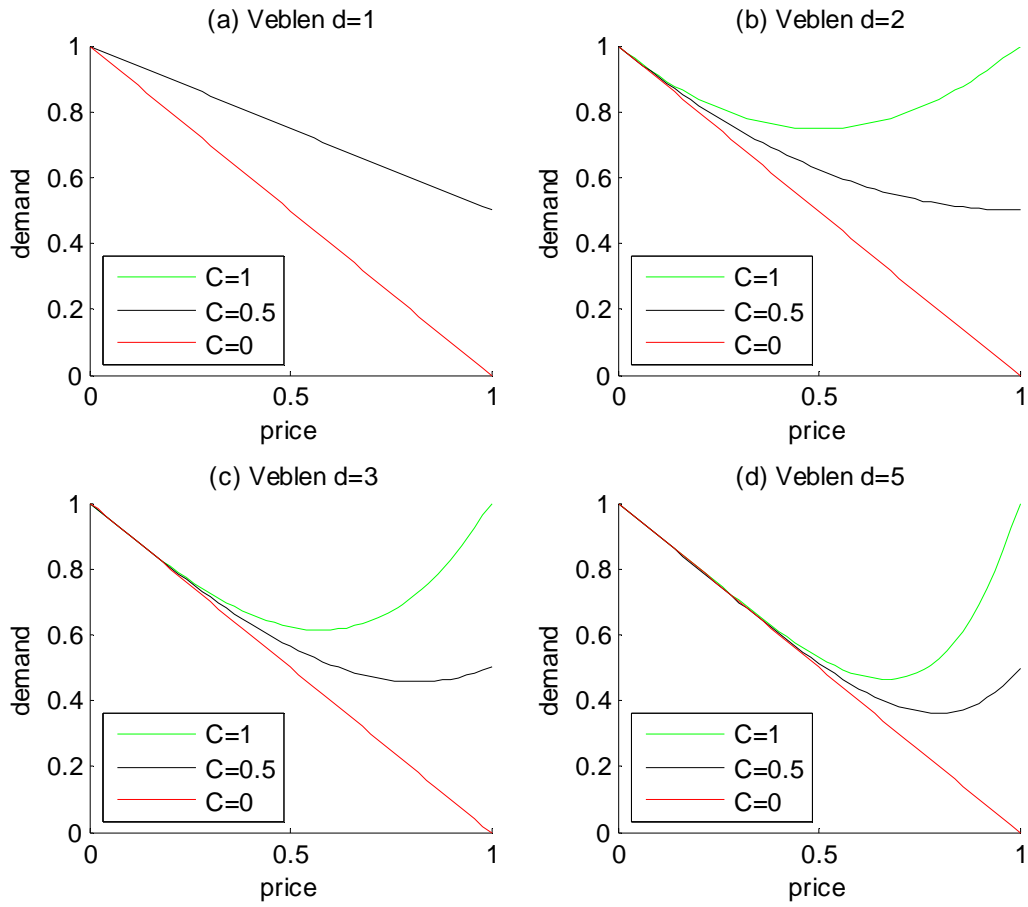 (a) Veblen d=1
1
0.8
0.6
0.4
0.2
0
demand
C=1
C=0.5
C=0
0
0.5
1
price
(b) Veblen d=2
1
0.8
0.6
0.4
0.2
0
demand
C=1
C=0.5
C=0
0
0.5
1
price
(c) Veblen d=3
1
0.8
0.6
0.4
0.2
0
demand
C=1
C=0.5
C=0
0
0.5
1
price
(d) Veblen d=5
1
0.8
0.6
0.4
0.2
0
demand
C=1
C=0.5
C=0
0
0.5
1
price